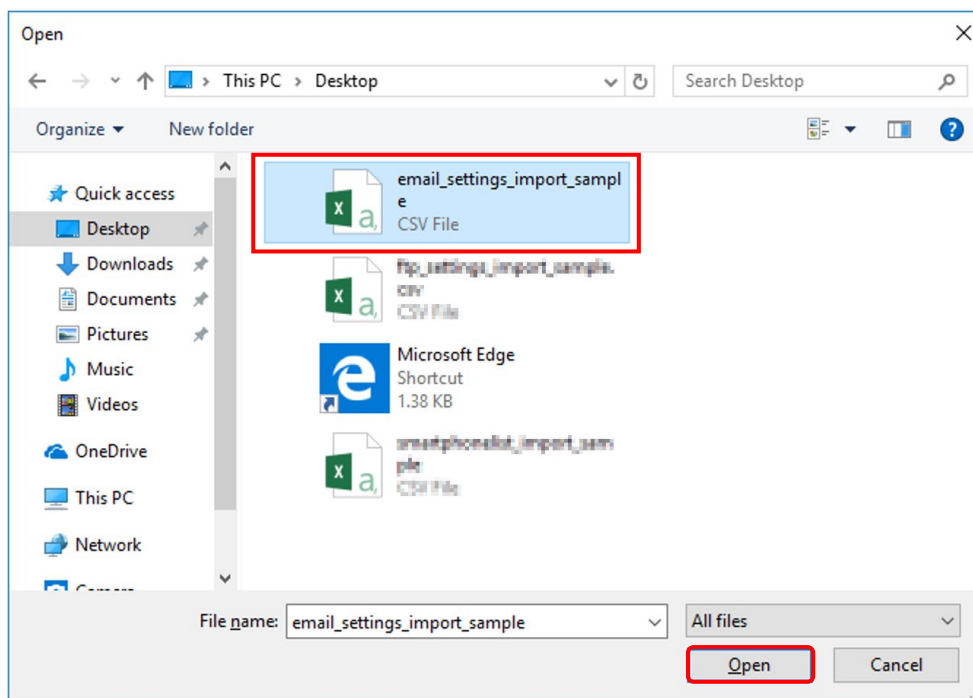 Open
This PC > Desktop
Search Desktop
Organize
New folder
Quick access
Desktop
Downloads
Documents
Pictures
Music
Videos
OneDrive
This PC
Network
email_settings_import_sampl
e
CSV File
Microsoft Edge
Shortcut
1.38 KB
File name: email_settings_import_sample
All files
Open
Cancel